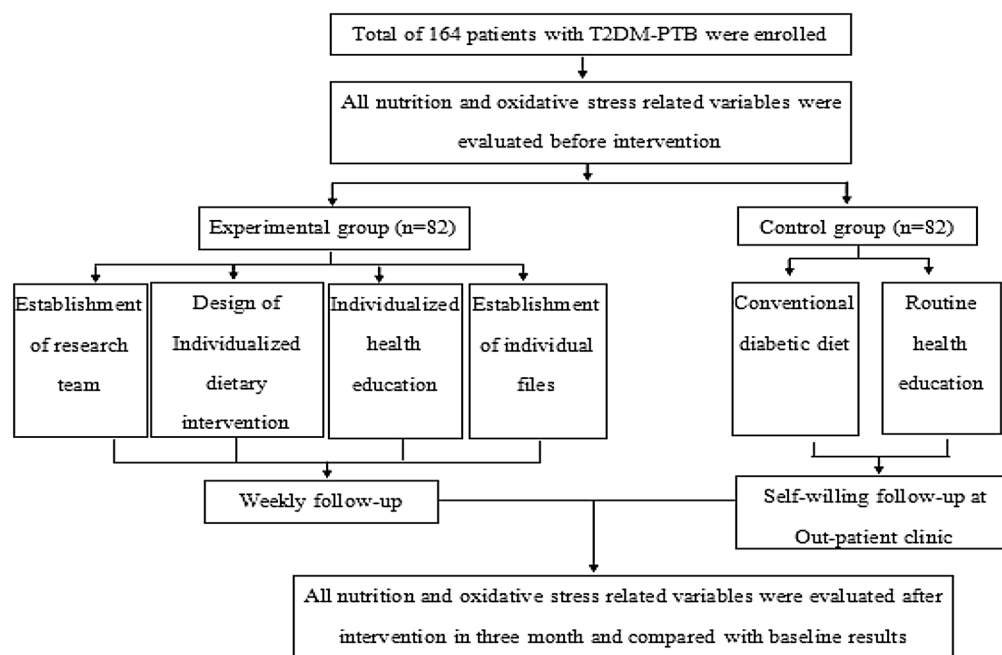 Total of 164 patients with T2DM-PTB were enrolled
All nutrition and oxidative stress related variables were
evaluated before intervention
Experimental group (n=82)
Control group (n=82)
Establishment
of research
team
Design of
Individualized
dietary
intervention
Individualized
health
education
Establishment
of individual
files
Conventional
diabetic diet
Routine
health
education
Weekly follow-up
Self-willing follow-up at
Out-patient clinic
All nutrition and oxidative stress related variables were evaluated after
intervention in three month and compared with baseline results